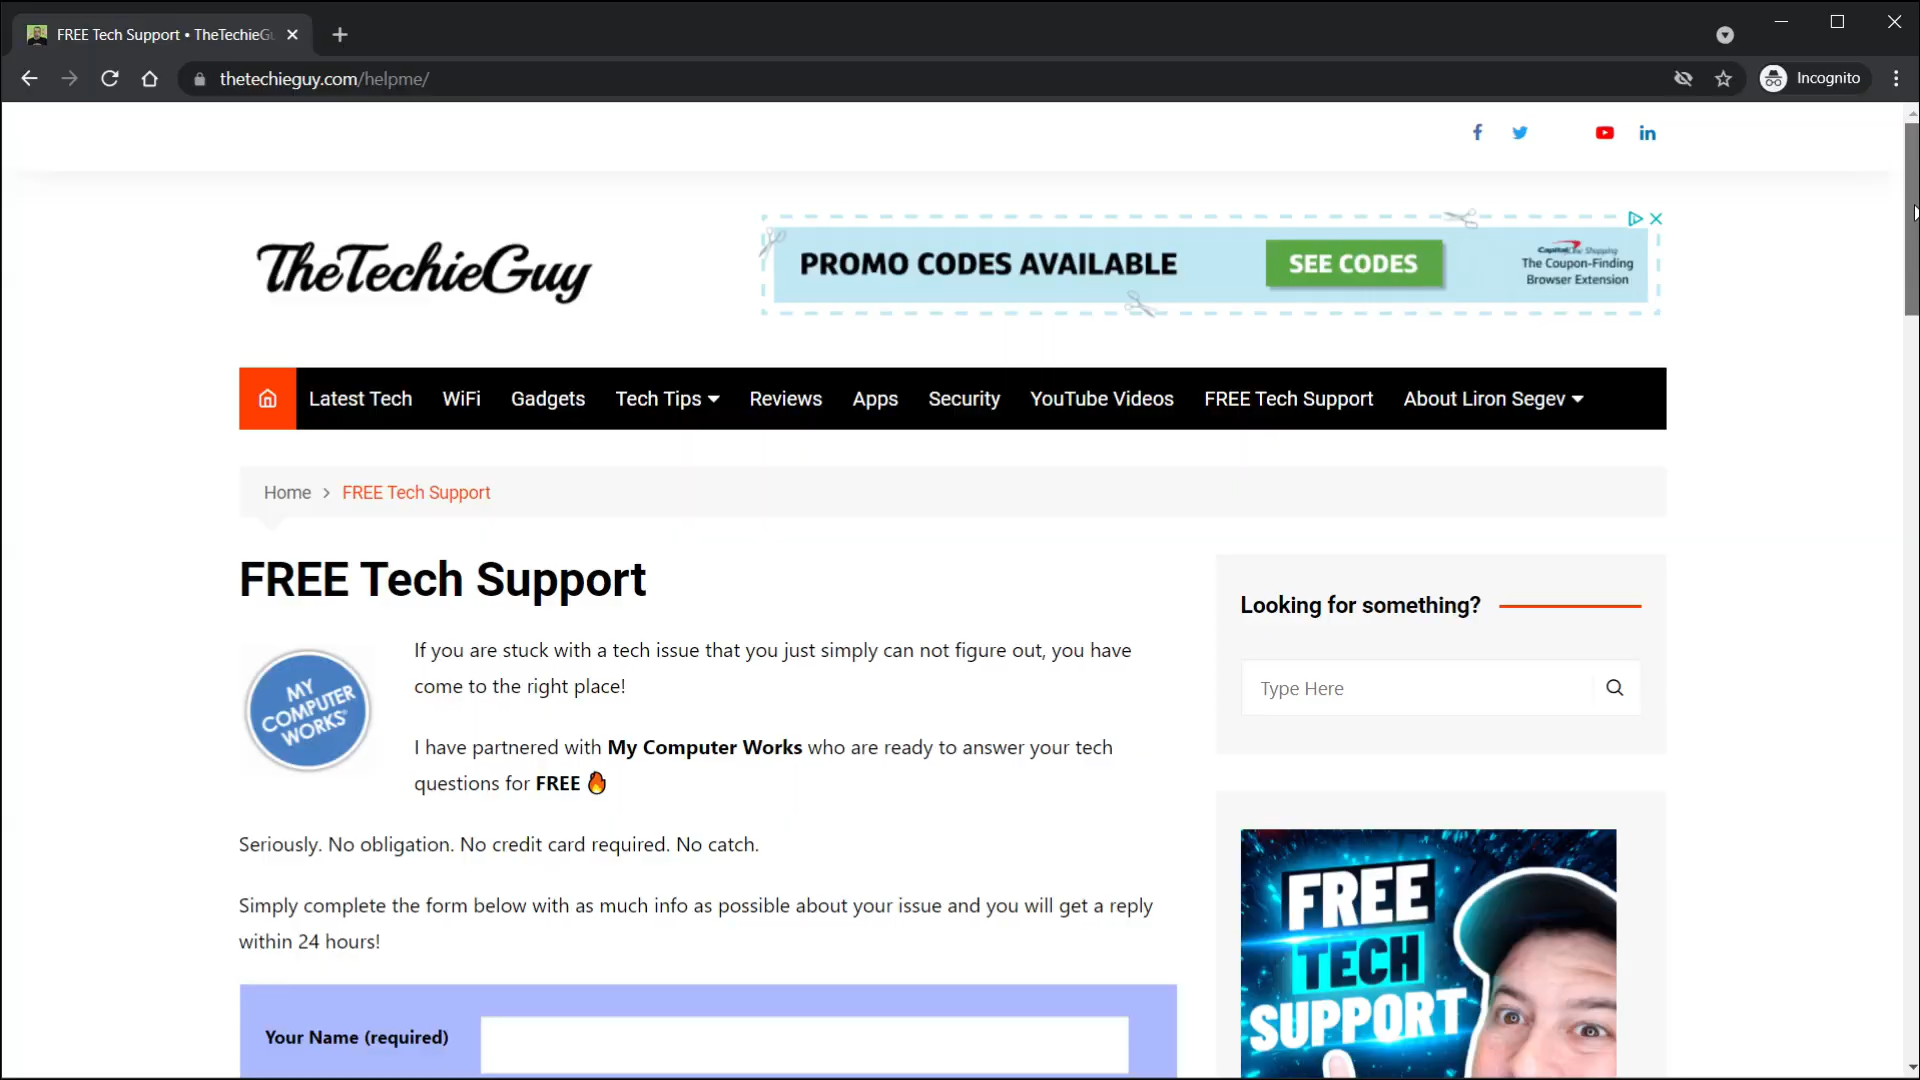 FREE Tech Support • TheTechieGu
thetechieguy.com/helpme/
Incognito
TheTechieGuy
PROMO CODES AVAILABLE
SEE CODES
Capital One Shopping
The Coupon-Finding
Browser Extension
Latest Tech WiFi Gadgets Tech Tips Reviews Apps Security YouTube Videos FREE Tech Support About Liron Segev
Home > FREE Tech Support
FREE Tech Support
MY
COMPUTER
WORKS
If you are stuck with a tech issue that you just simply can not figure out, you have
come to the right place!
I have partnered with My Computer Works who are ready to answer your tech
questions for FREE 🔥
Seriously. No obligation. No credit card required. No catch.
Simply complete the form below with as much info as possible about your issue and you will get a reply
within 24 hours!
Your Name (required)
Looking for something?
Type Here
FREE
TECH
SUPPORT